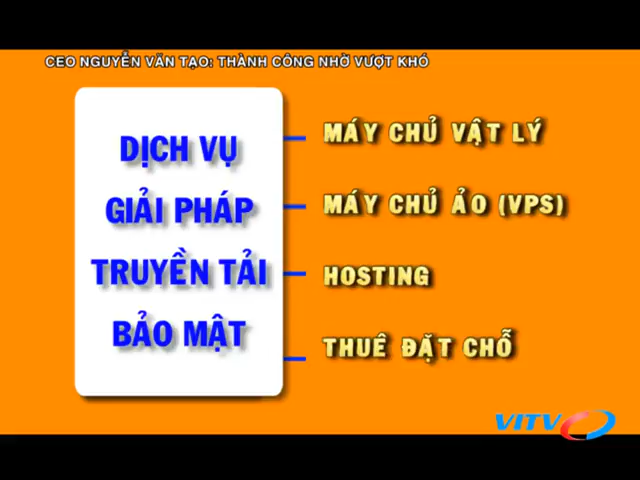 CEO NGUYỄN VĂN TẠO: THÀNH CÔNG NHỜ VƯỢT KHÓ
DỊCH VỤ
GIẢI PHÁP
TRUYỀN TẢI
BẢO MẬT
MÁY CHỦ VẬT LÝ
MÁY CHỦ ẢO (VPS)
HOSTING
THUÊ ĐẶT CHỖ
VITV